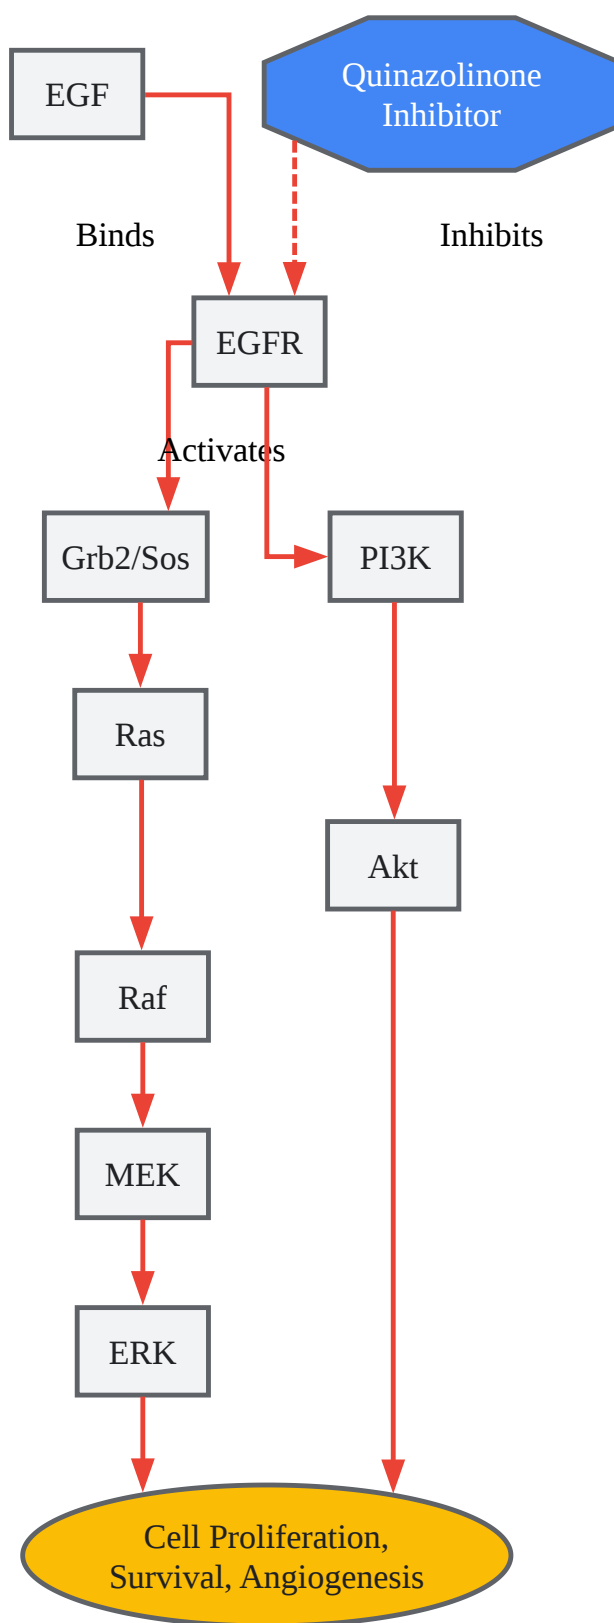 EGF
Quinazolinone
Inhibitor
Binds
Inhibits
EGFR
Activates
Grb2/Sos
PI3K
Ras
Akt
Raf
MEK
ERK
Cell Proliferation,
Survival, Angiogenesis